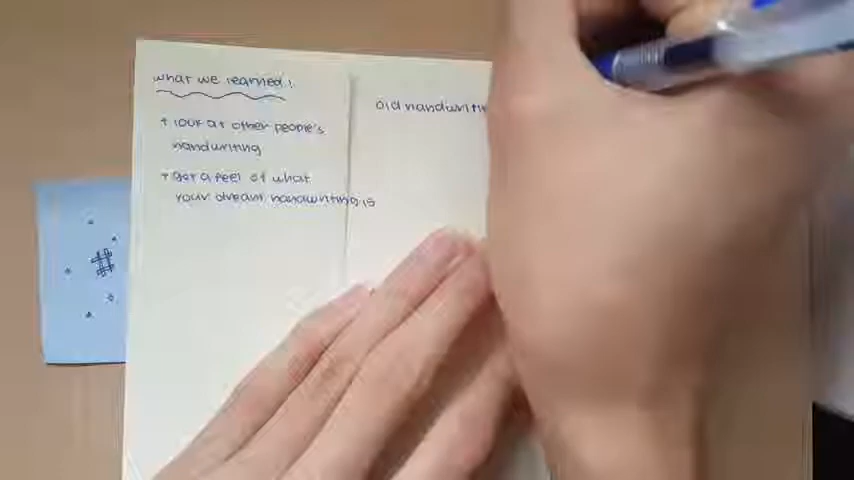 what we learned!
+ look at other people's
handwriting
+ get a feel of what
your dream handwriting is
old handwriti
#